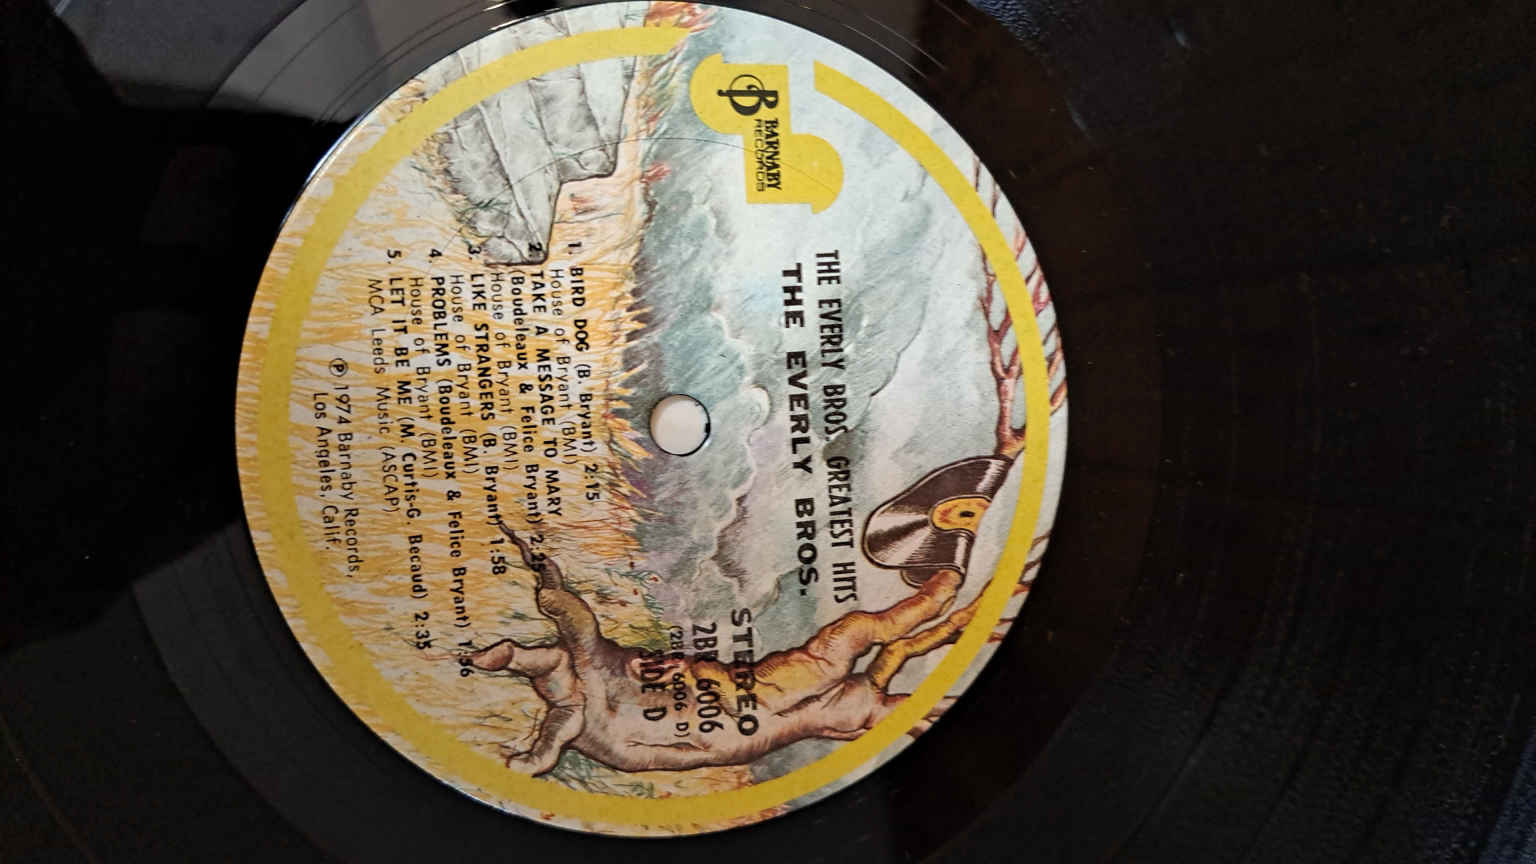 B
BARNABY
RECORDS
THE EVERLY BROS. GREATEST HITS
THE EVERLY BROS.
STEREO
2BR 6006
(2BR 6006 D)
SIDE D
1. BIRD DOG (B. Bryant) 2:15
House of Bryant (BMI)
2. TAKE A MESSAGE TO MARY
(Boudeleaux & Felice Bryant) 2:25
House of Bryant (BMI)
3. LIKE STRANGERS (B. Bryant) 1:58
House of Bryant (BMI)
4. PROBLEMS (Boudeleaux & Felice Bryant) 1:56
House of Bryant (BMI)
5. LET IT BE ME (M. Curtis-G. Becaud) 2:35
MCA Leeds Music (ASCAP)
℗ 1974 Barnaby Records,
Los Angeles, Calif.